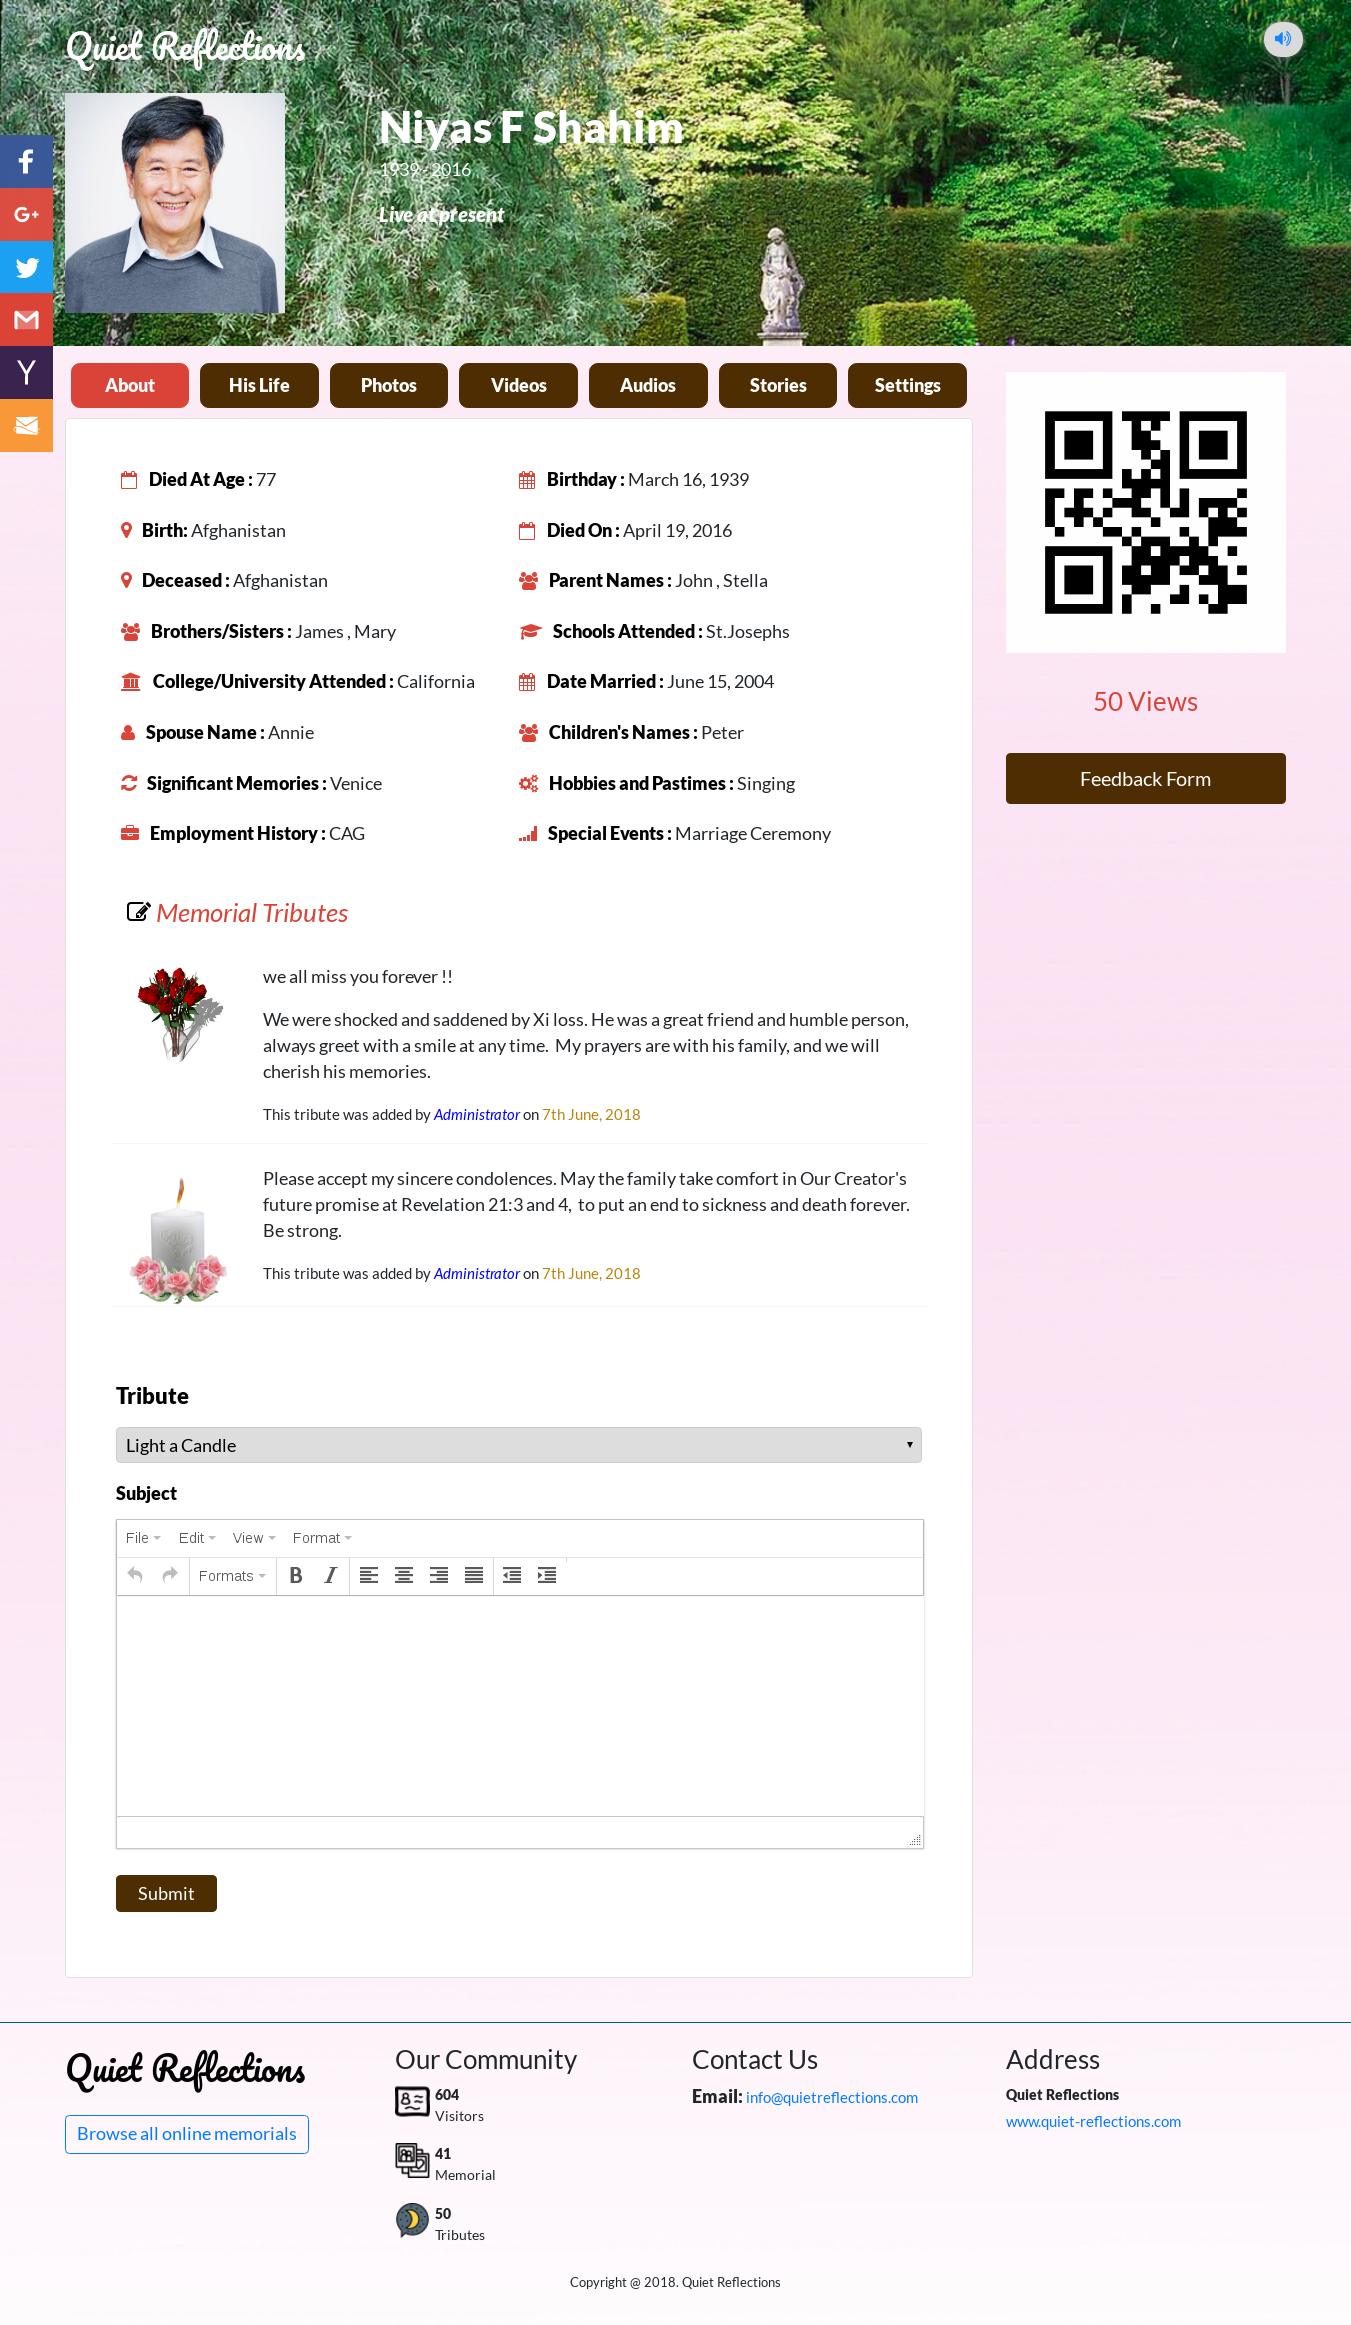 Quiet Reflections
Niyas F Shahim
1939 - 2016
Live at present
About
His Life
Photos
Videos
Audios
Stories
Settings
Died At Age : 77
Birthday : March 16, 1939
Birth: Afghanistan
Died On : April 19, 2016
Deceased : Afghanistan
Parent Names : John , Stella
Brothers/Sisters : James , Mary
Schools Attended : St.Josephs
College/University Attended : California
Date Married : June 15, 2004
Spouse Name : Annie
Children's Names : Peter
Significant Memories : Venice
Hobbies and Pastimes : Singing
Employment History : CAG
Special Events : Marriage Ceremony
50 Views
Feedback Form
Memorial Tributes
we all miss you forever !!
We were shocked and saddened by Xi loss. He was a great friend and humble person,
always greet with a smile at any time.  My prayers are with his family, and we will
cherish his memories.
This tribute was added by Administrator on 7th June, 2018
Please accept my sincere condolences. May the family take comfort in Our Creator's
future promise at Revelation 21:3 and 4,  to put an end to sickness and death forever.
Be strong.
This tribute was added by Administrator on 7th June, 2018
Tribute
Light a Candle
Subject
File Edit View Format
Formats B I
Submit
Quiet Reflections
Browse all online memorials
Our Community
604
Visitors
41
Memorial
50
Tributes
Contact Us
Email: info@quietreflections.com
Address
Quiet Reflections
www.quiet-reflections.com
Copyright @ 2018. Quiet Reflections